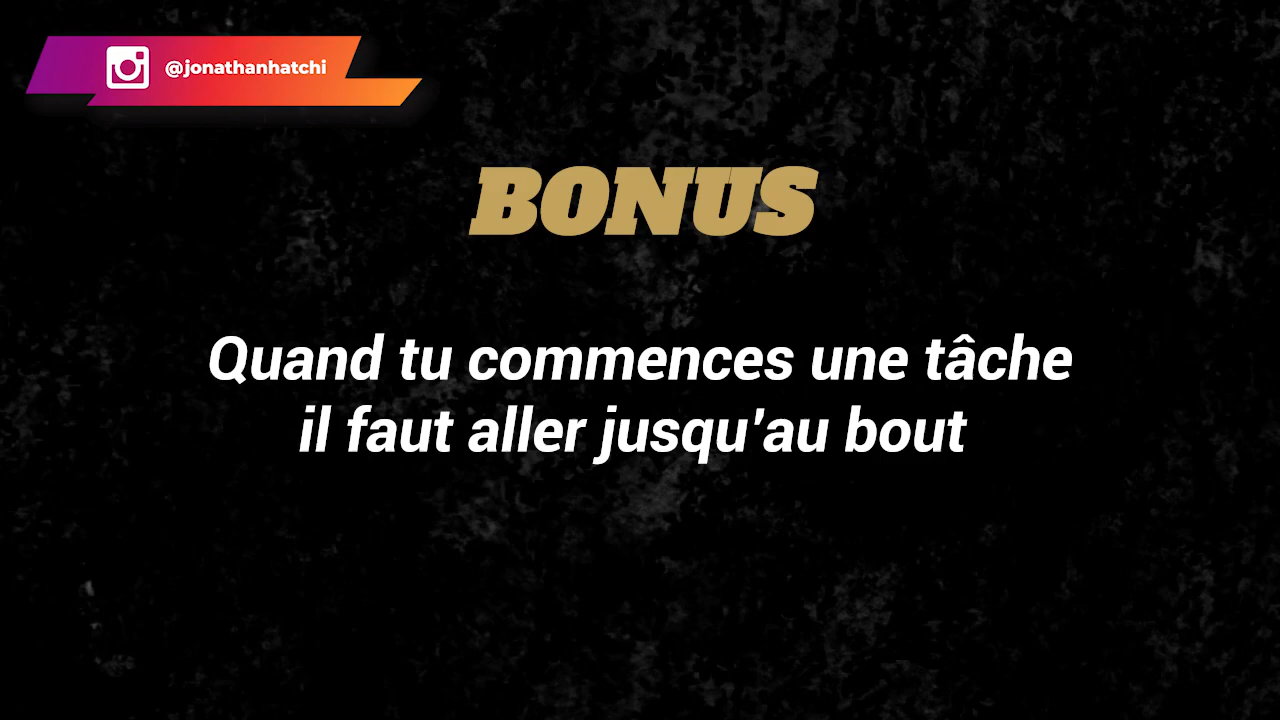 @jonathanhatchi
BONUS
Quand tu commences une tâche
il faut aller jusqu'au bout